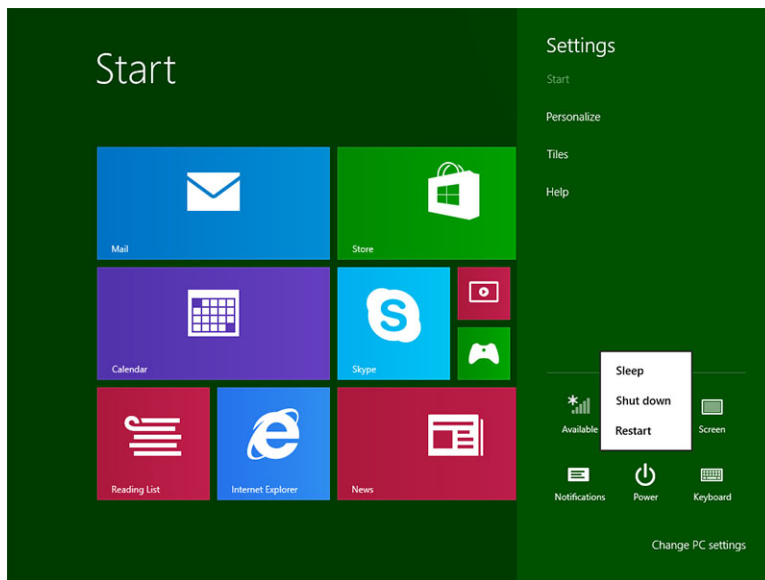 Start
Mail
Store
Calendar
Skype
Reading List
Internet Explorer
News
Settings
Start
Personalize
Tiles
Help
Sleep
Shut down
Restart
Available
Screen
Notifications
Power
Keyboard
Change PC settings